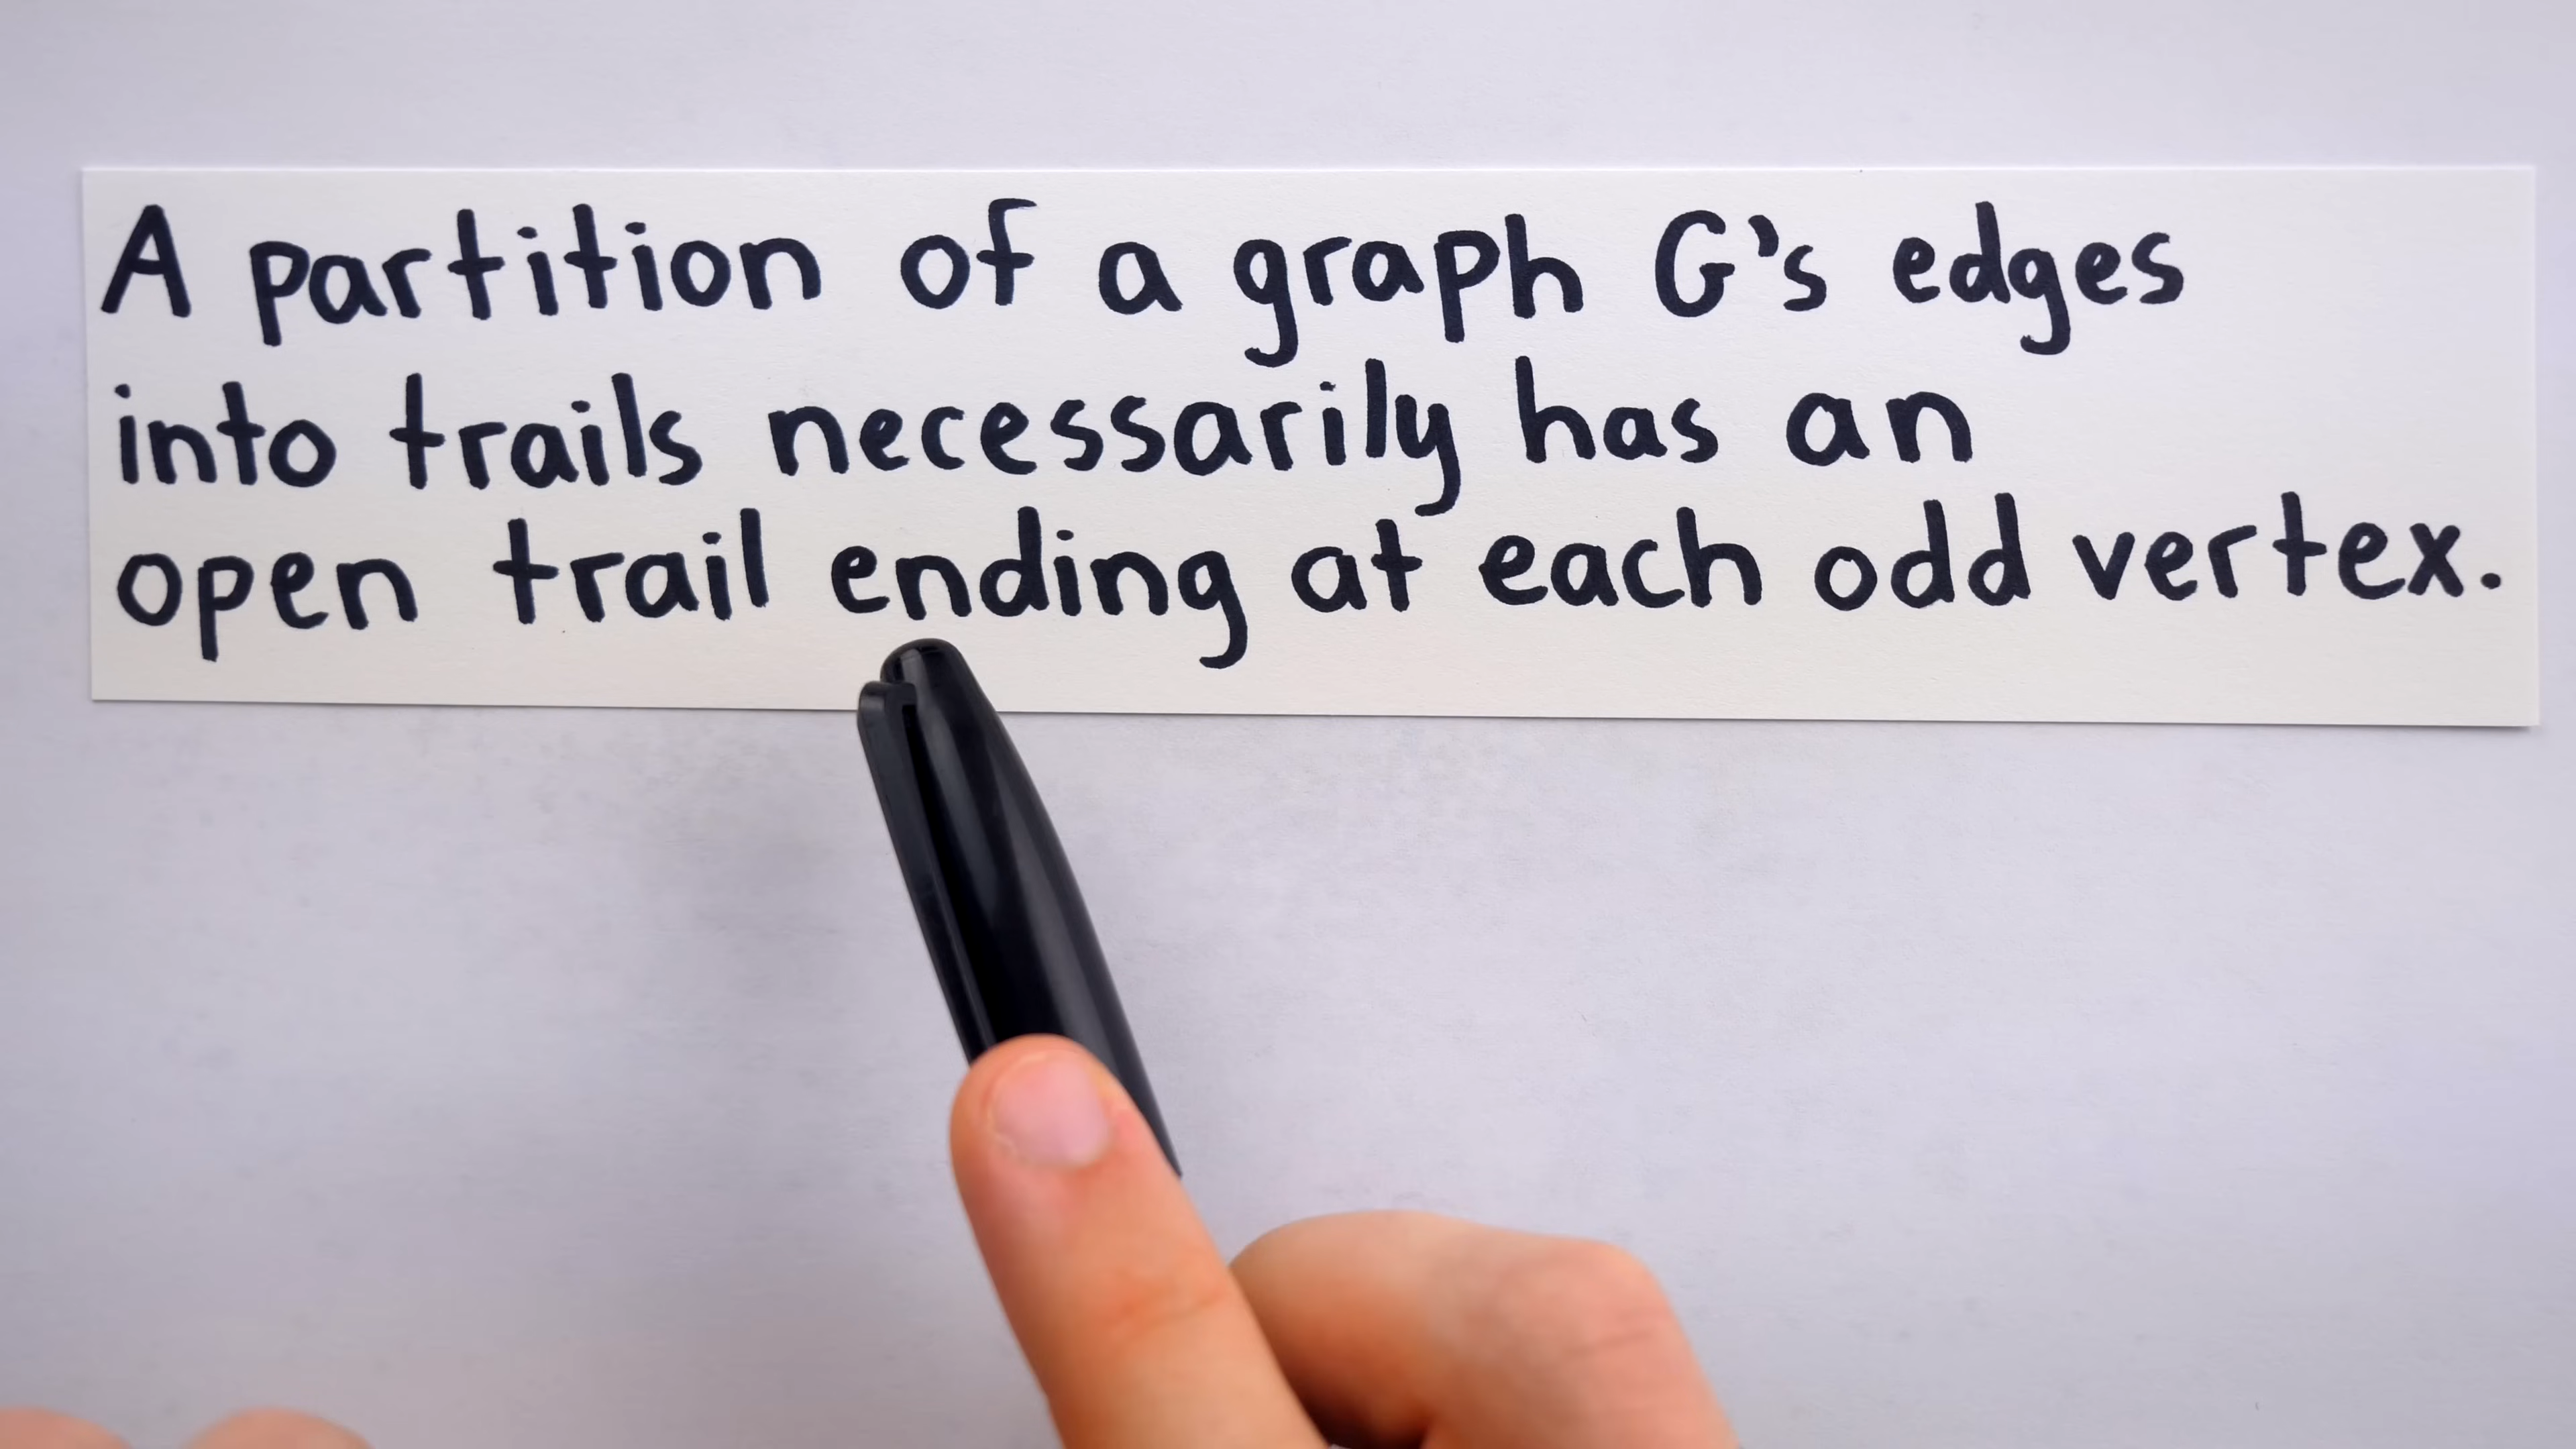 A partition of a graph G's edges
into trails necessarily has an
open trail ending at each odd vertex.